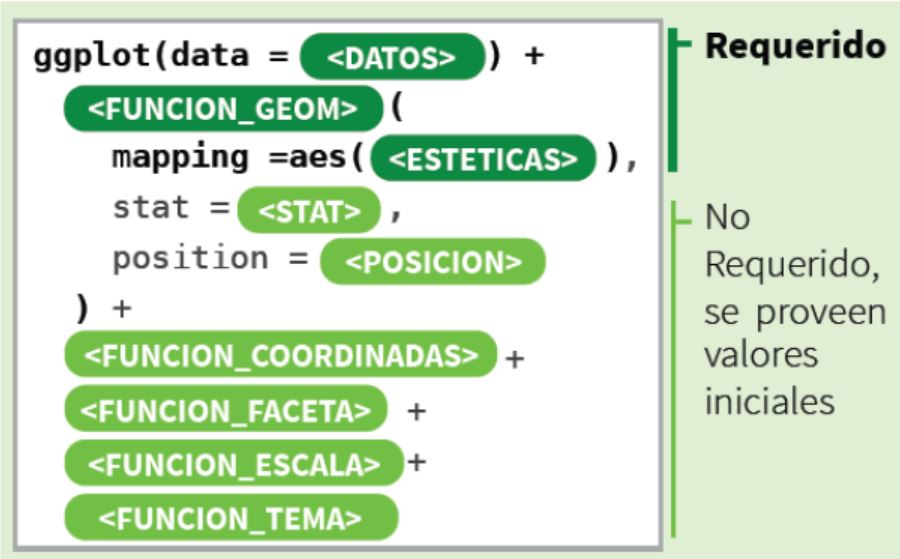 ggplot(data = <DATOS>) +
<FUNCION_GEOM>(
mapping =aes(<ESTETICAS>),
stat = <STAT>,
position = <POSICION>
) +
<FUNCION_COORDINADAS> +
<FUNCION_FACETA> +
<FUNCION_ESCALA> +
<FUNCION_TEMA>
Requerido
No
Requerido,
se proveen
valores
iniciales